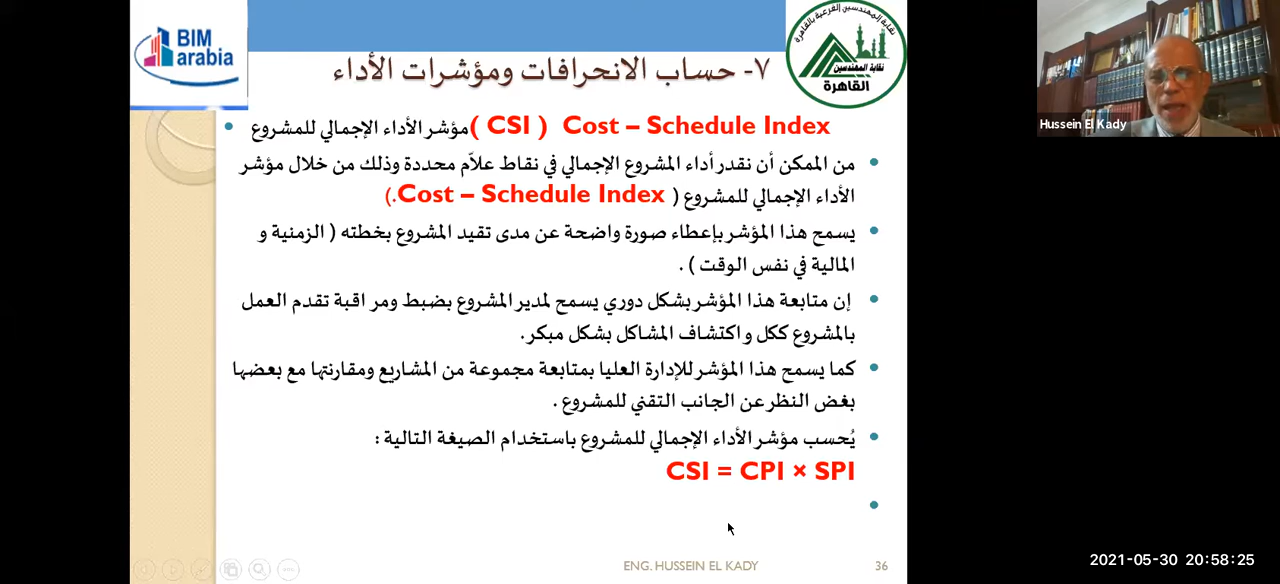 BIM
arabia
نقابة المهندسين الفرعية بالقاهرة
نقابة المهندسين
القاهرة
٧- حساب الانحرافات ومؤشرات الأداء
مؤشر الأداء الإجمالي للمشروع ( CSI ) Cost – Schedule Index
من الممكن أن نقدر أداء المشروع الإجمالي في نقاط علّام محددة وذلك من خلال مؤشر
الأداء الإجمالي للمشروع ( Cost – Schedule Index.)
يسمح هذا المؤشر بإعطاء صورة واضحة عن مدى تقيد المشروع بخطته ( الزمنية و
المالية في نفس الوقت ) .
إن متابعة هذا المؤشر بشكل دوري يسمح لمدير المشروع بضبط ومراقبة تقدم العمل
بالمشروع ككل واكتشاف المشاكل بشكل مبكر.
كما يسمح هذا المؤشر للإدارة العليا بمتابعة مجموعة من المشاريع ومقارنتها مع بعضها
بغض النظر عن الجانب التقني للمشروع .
يُحسب مؤشر الأداء الإجمالي للمشروع باستخدام الصيغة التالية :
CSI = CPI × SPI
ENG. HUSSEIN EL KADY
36
Hussein El Kady
2021-05-30 20:58:25